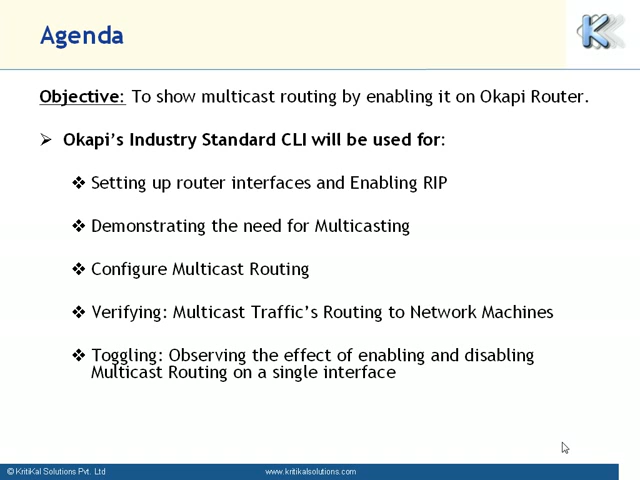 Agenda
Objective: To show multicast routing by enabling it on Okapi Router.
➢ Okapi's Industry Standard CLI will be used for:
❖ Setting up router interfaces and Enabling RIP
❖ Demonstrating the need for Multicasting
❖ Configure Multicast Routing
❖ Verifying: Multicast Traffic's Routing to Network Machines
❖ Toggling: Observing the effect of enabling and disabling
Multicast Routing on a single interface
© KritiKal Solutions Pvt. Ltd
www.kritikalsolutions.com
K